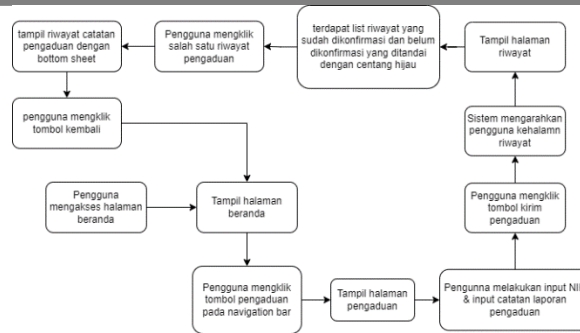 tampil riwayat catatan
pengaduan dengan
bottom sheet
Pengguna mengklik
salah satu riwayat
pengaduan
terdapat list riwayat yang
sudah dikonfirmasi dan belum
dikonfirmasi yang ditandai
dengan centang hijau
Tampil halaman
riwayat
pengguna mengklik
tombol kembali
Sistem mengarahkan
pengguna kehalamn
riwayat
Pengguna
mengakses halaman
beranda
Tampil halaman
beranda
Pengguna mengklik
tombol kirim
pengaduan
Pengguna mengklik
tombol pengaduan
pada navigation bar
Tampil halaman
pengaduan
Pengunna melakukan input NI
& input catatan laporan
pengaduan